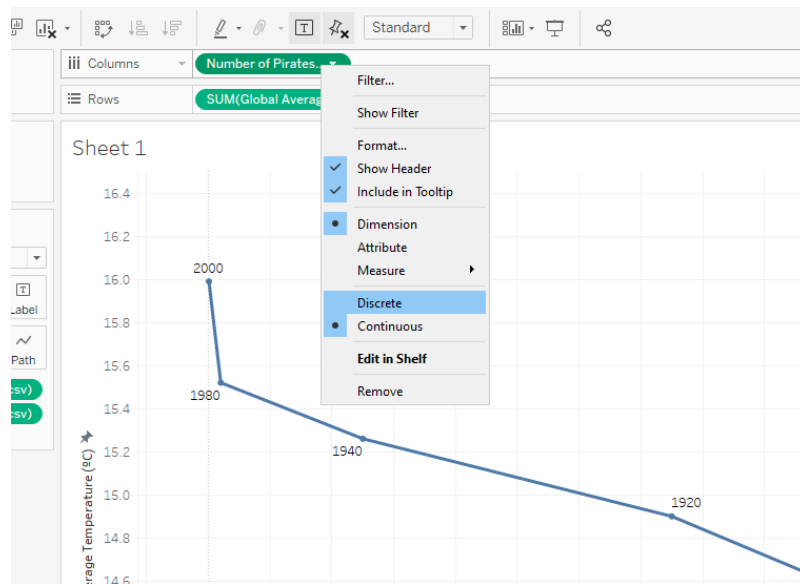 T
Standard
Columns
Number of Pirates..
Rows
SUM(Global Averag
Filter...
Show Filter
Format...
Show Header
Include in Tooltip
Dimension
Attribute
Measure
Discrete
Continuous
Edit in Shelf
Remove
Sheet 1
16.4
16.2
16.0
15.8
15.6
15.4
15.2
15.0
14.8
14.6
2000
1980
1940
1920
T
Label
Path
csv)
csv)
erage Temperature (ºC)